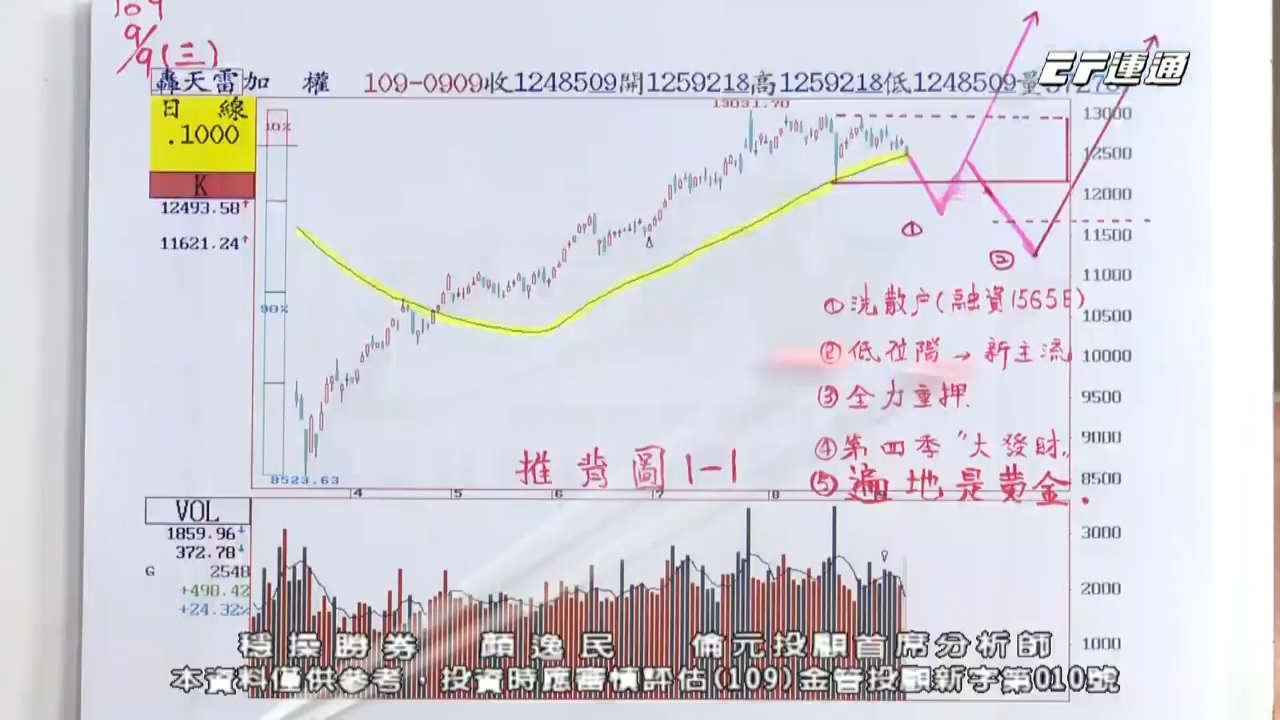 109
9/9(三)
EF運通
轟天雷加 權 109-0909收1248509開1259218高1259218低1248509量
日 線
.1000
K
12493.58↑
11621.24↑
10%
90%
13031.70
8523.63
13000
12500
12000
11500
11000
10500
10000
9500
9000
8500
①
②
①洗散户(融資1565E)
②低位階→新主流
③全力重押
④第四季"大發財"
⑤遍地是黄金.
推背圖1-1
4 5 6 7 8
VOL
1859.96↓
372.78↓
G 2548
+498.42
+24.32%
3000
2000
1000
穩操勝券 顏逸民 倫元投顧首席分析師
本資料僅供參考,投資時應審慎評估(109)金管投顧新字第010號